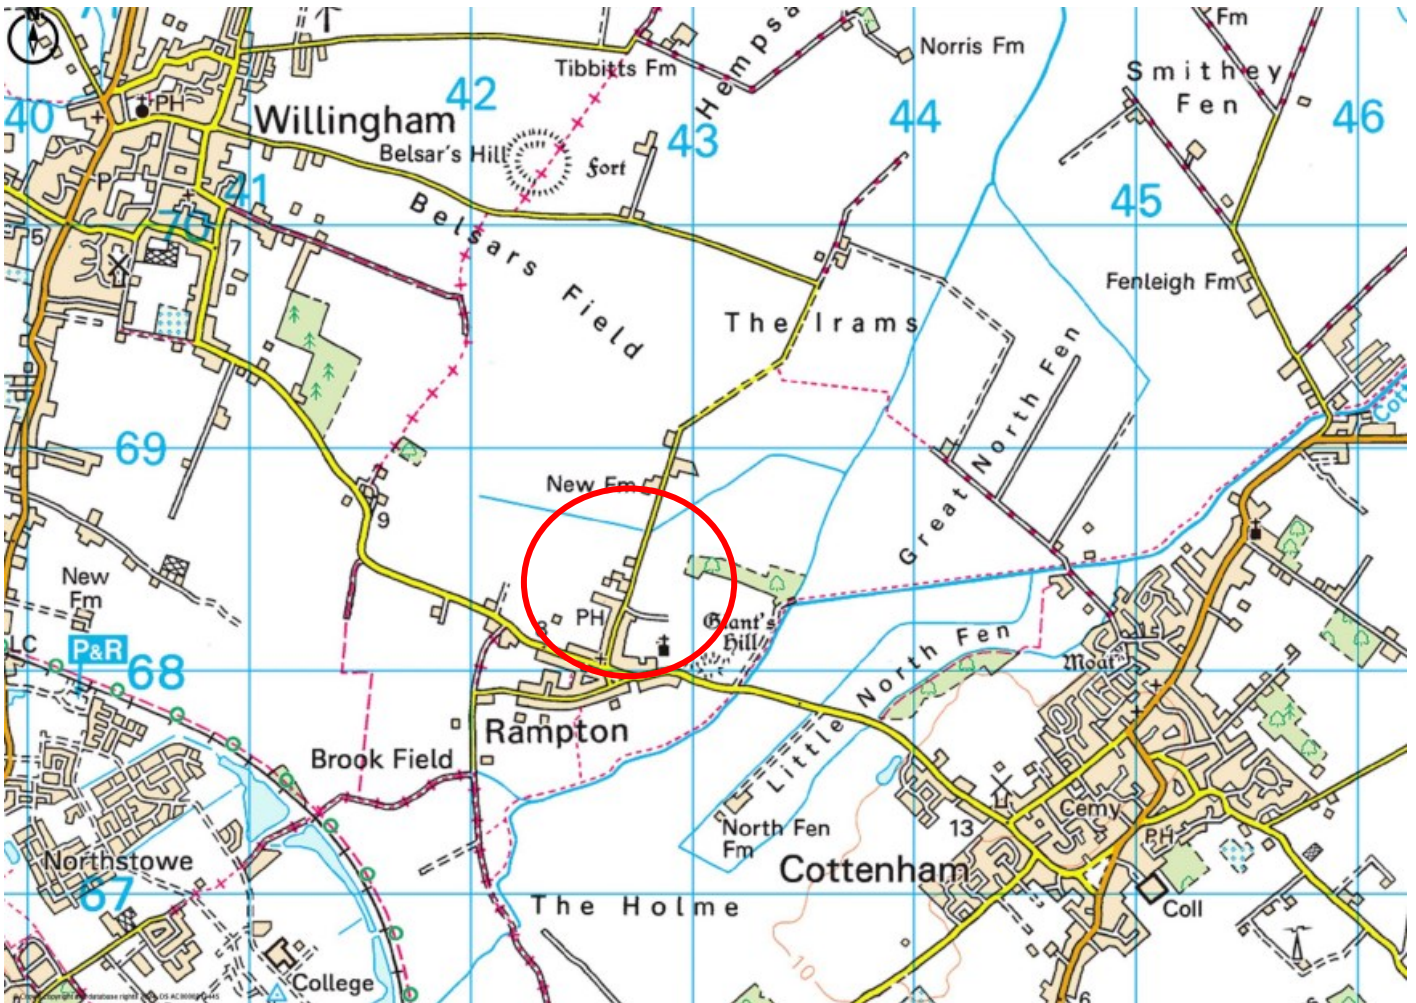 N
Fm
Norris Fm
Tibbitts Fm
Hempsa
Smithey
Fen
42
PH
40
Willingham
44
46
43
Belsar's Hill
Fort
P
41
45
Belsars Field
5
70
7
Fenleigh Fm
The Irams
Great North Fen
Cott
69
New Fm
9
New
Fm
PH
3
Giant's
Hill
LC
P&R
68
Little North Fen
Moat
Rampton
Brook Field
Cemy
13
North Fen
Fm
PH
Northstowe
Cottenham
67
The Holme
Coll
10
College
6